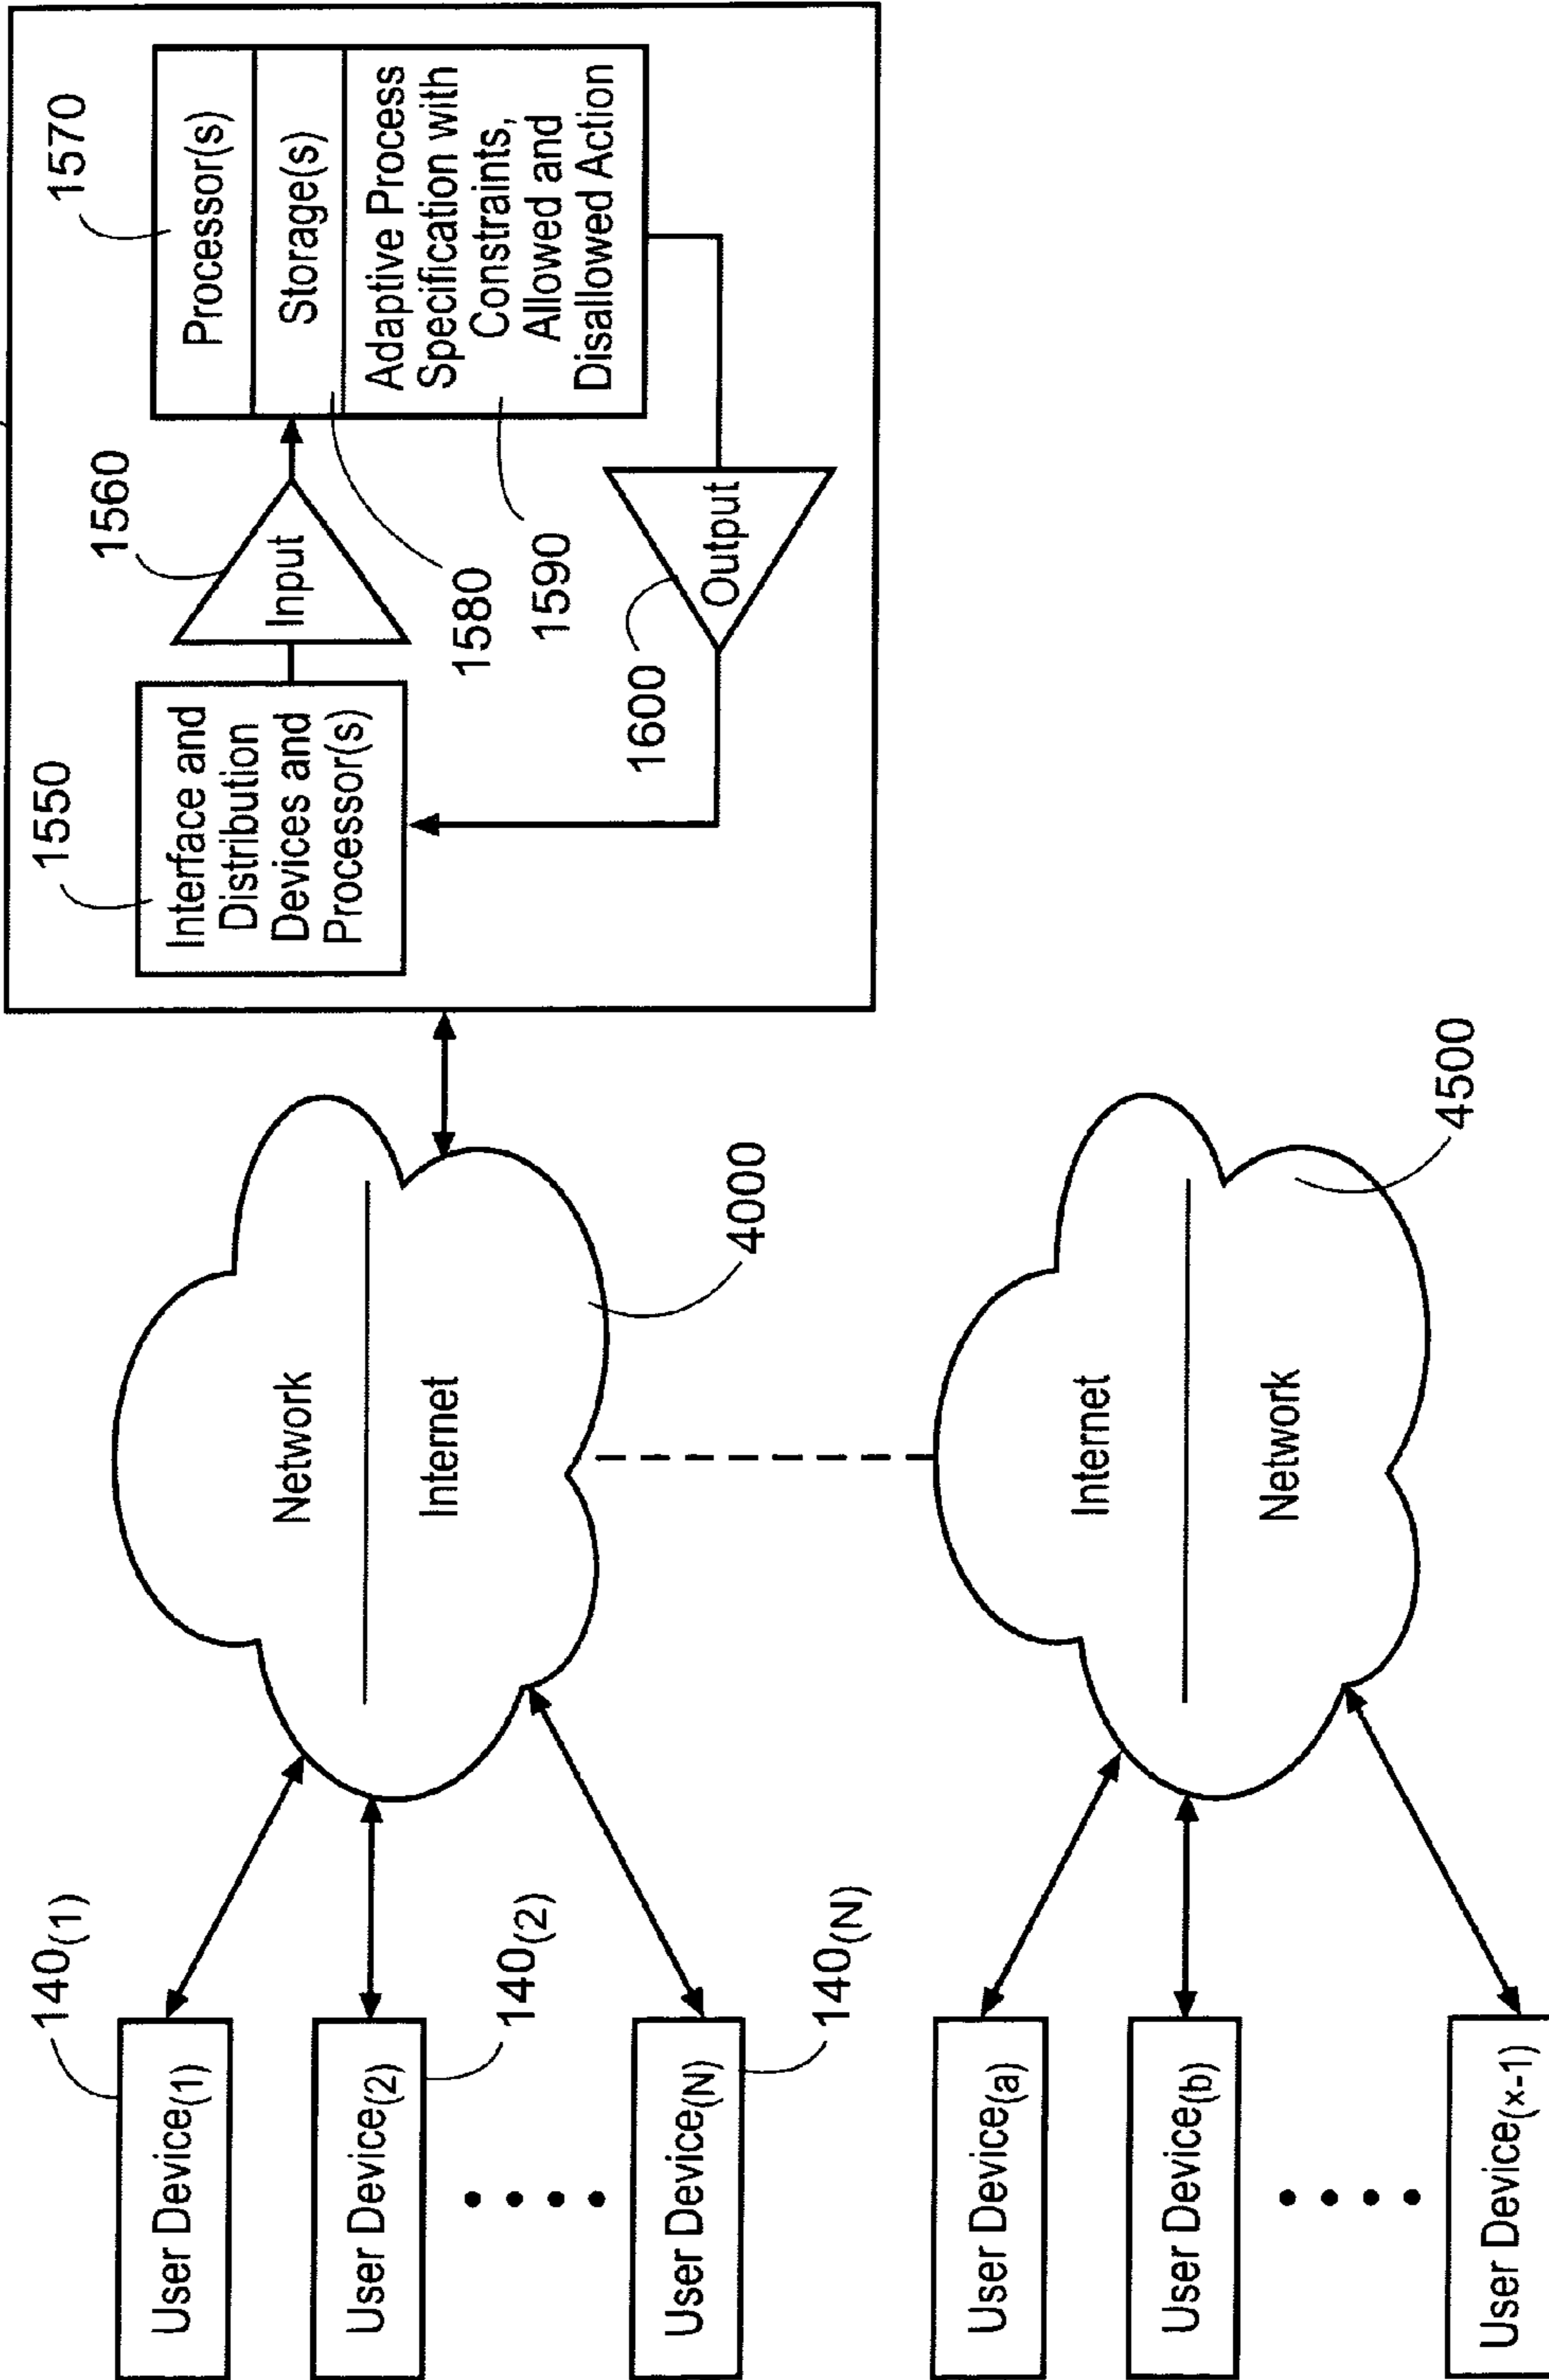 140(1)
User Device(1)
User Device(2)
140(2)
User Device(N)
140(N)
Network
Internet
4000
1550
Interface and
Distribution
Devices and
Processor(s)
1560
Input
1570
Processor(s)
Storage(s)
Adaptive Process
Specification with
Constraints,
Allowed and
Disallowed Action
1580
1590
1600
Output
User Device(a)
User Device(b)
User Device(x-1)
Internet
Network
4500